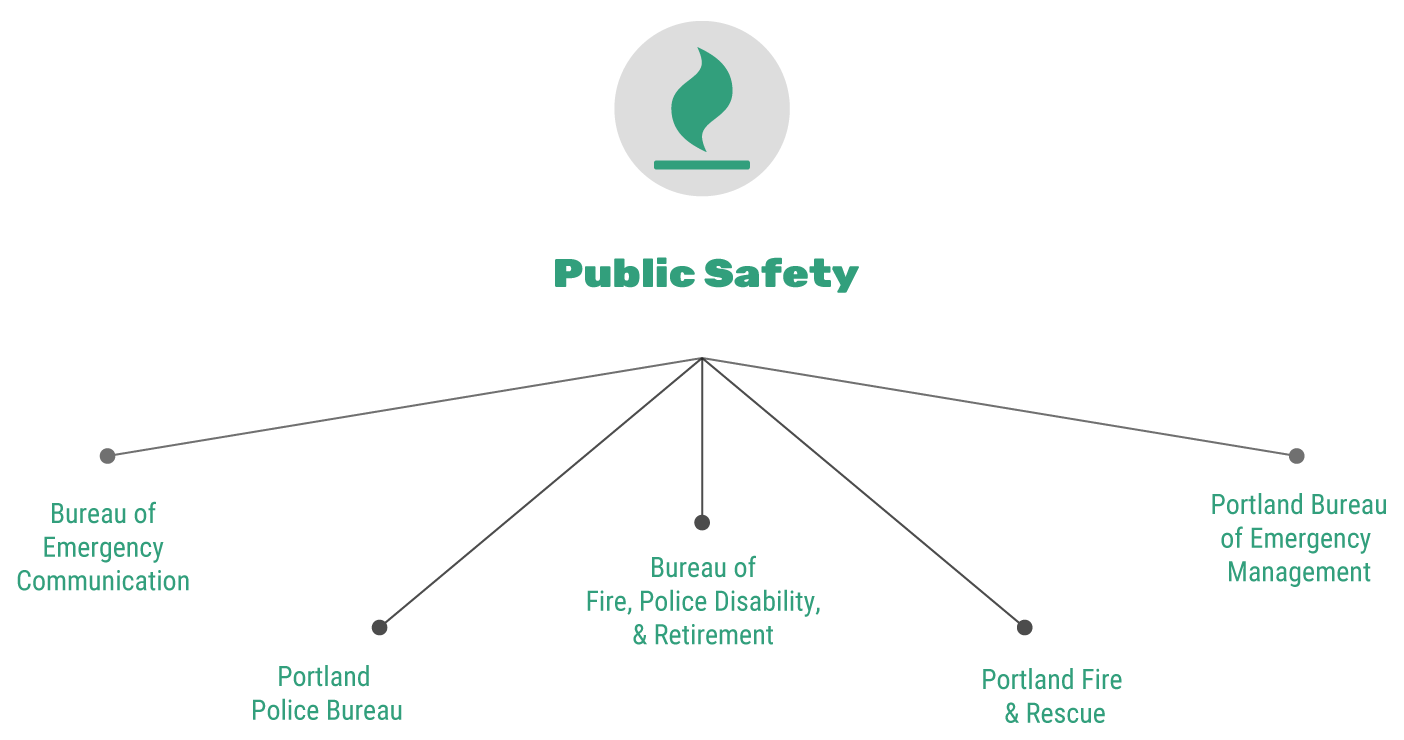 Public Safety
Bureau of
Emergency
Communication
Portland
Police Bureau
Bureau of
Fire, Police Disability,
& Retirement
Portland Fire
& Rescue
Portland Bureau
of Emergency
Management